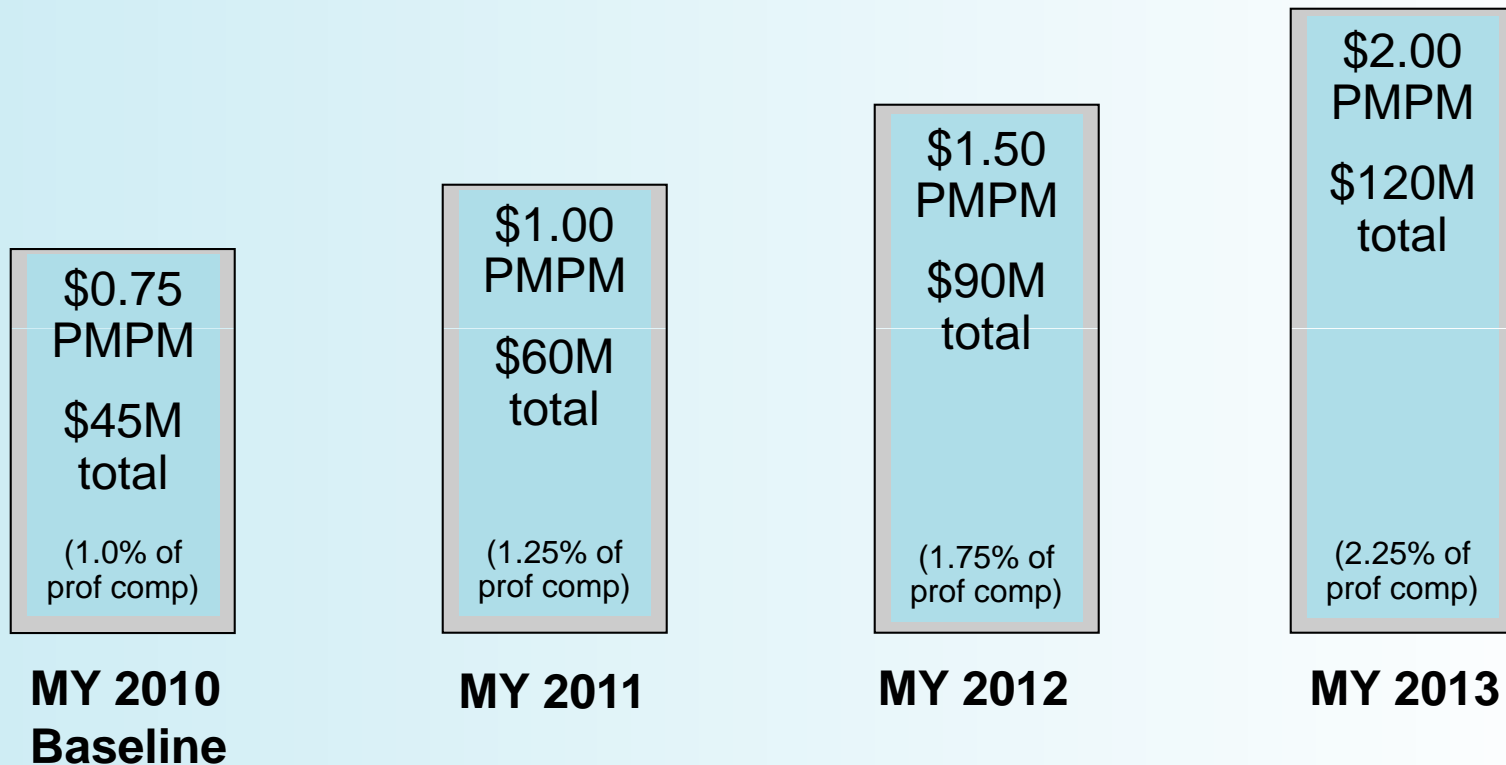 $0.75
PMPM
$45M
total
(1.0% of
prof comp)
MY 2010
Baseline
$1.00
PMPM
$60M
total
(1.25% of
prof comp)
MY 2011
$1.50
PMPM
$90M
total
(1.75% of
prof comp)
MY 2012
$2.00
PMPM
$120M
total
(2.25% of
prof comp)
MY 2013